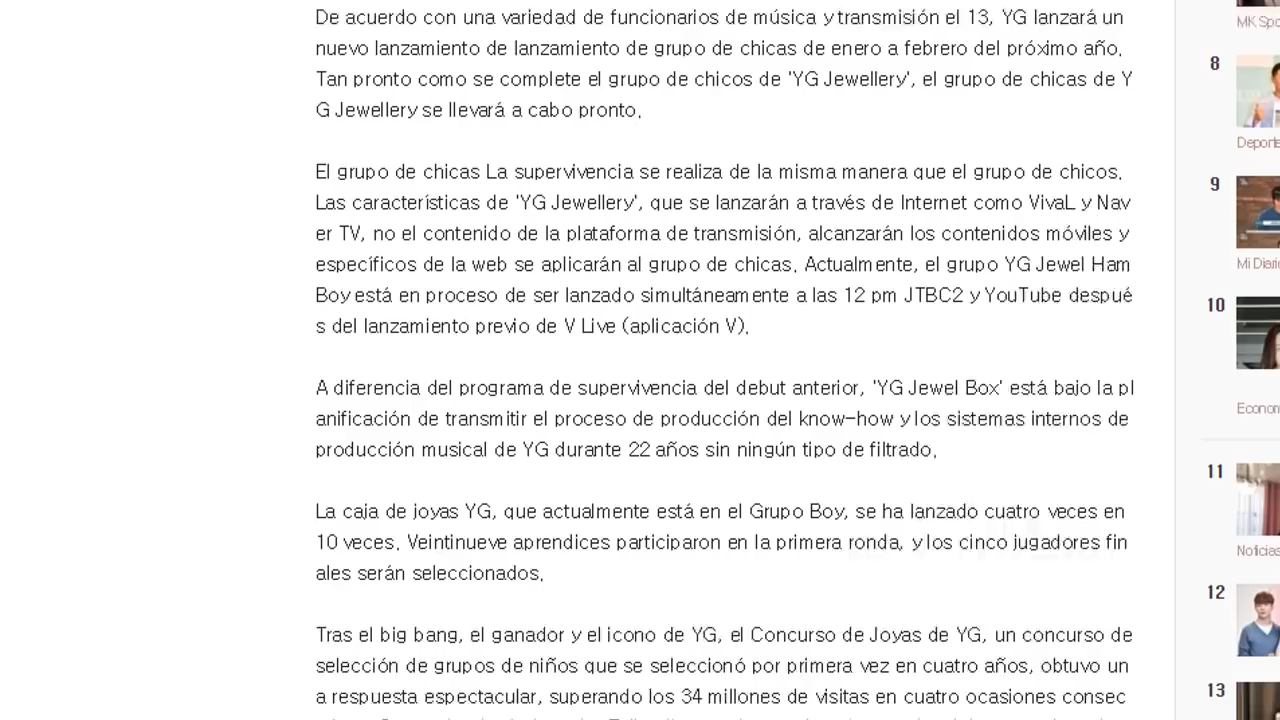 De acuerdo con una variedad de funcionarios de música y transmisión el 13, YG lanzará un
nuevo lanzamiento de lanzamiento de grupo de chicas de enero a febrero del próximo año.
Tan pronto como se complete el grupo de chicos de 'YG Jewellery', el grupo de chicas de Y
G Jewellery se llevará a cabo pronto.
El grupo de chicas La supervivencia se realiza de la misma manera que el grupo de chicos.
Las características de 'YG Jewellery', que se lanzarán a través de Internet como VivaL y Nav
er TV, no el contenido de la plataforma de transmisión, alcanzarán los contenidos móviles y
específicos de la web se aplicarán al grupo de chicas. Actualmente, el grupo YG Jewel Ham
Boy está en proceso de ser lanzado simultáneamente a las 12 pm JTBC2 y YouTube despué
s del lanzamiento previo de V Live (aplicación V).
A diferencia del programa de supervivencia del debut anterior, 'YG Jewel Box' está bajo la pl
anificación de transmitir el proceso de producción del know-how y los sistemas internos de
producción musical de YG durante 22 años sin ningún tipo de filtrado.
La caja de joyas YG, que actualmente está en el Grupo Boy, se ha lanzado cuatro veces en
10 veces. Veintinueve aprendices participaron en la primera ronda, y los cinco jugadores fin
ales serán seleccionados.
Tras el big bang, el ganador y el icono de YG, el Concurso de Joyas de YG, un concurso de
selección de grupos de niños que se seleccionó por primera vez en cuatro años, obtuvo un
a respuesta espectacular, superando los 34 millones de visitas en cuatro ocasiones consec
MK Spo
8
Deporte
9
Mi Diari
10
Econom
11
Noticias
12
13